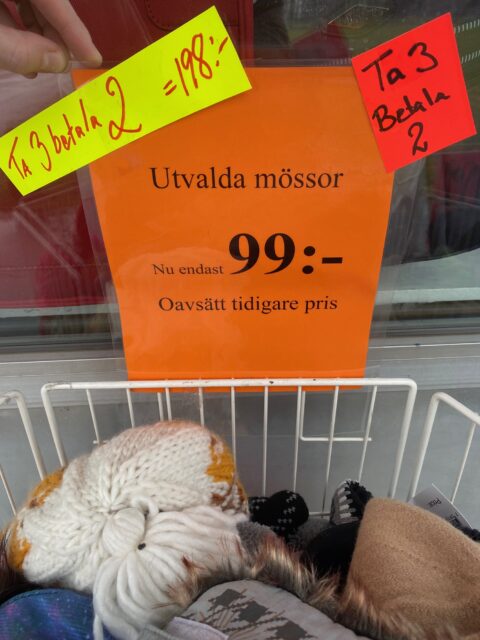 Ta 3 betala 2 =198:-
Ta 3
Betala
2
Utvalda mössor
Nu endast 99:-
Oavsätt tidigare pris